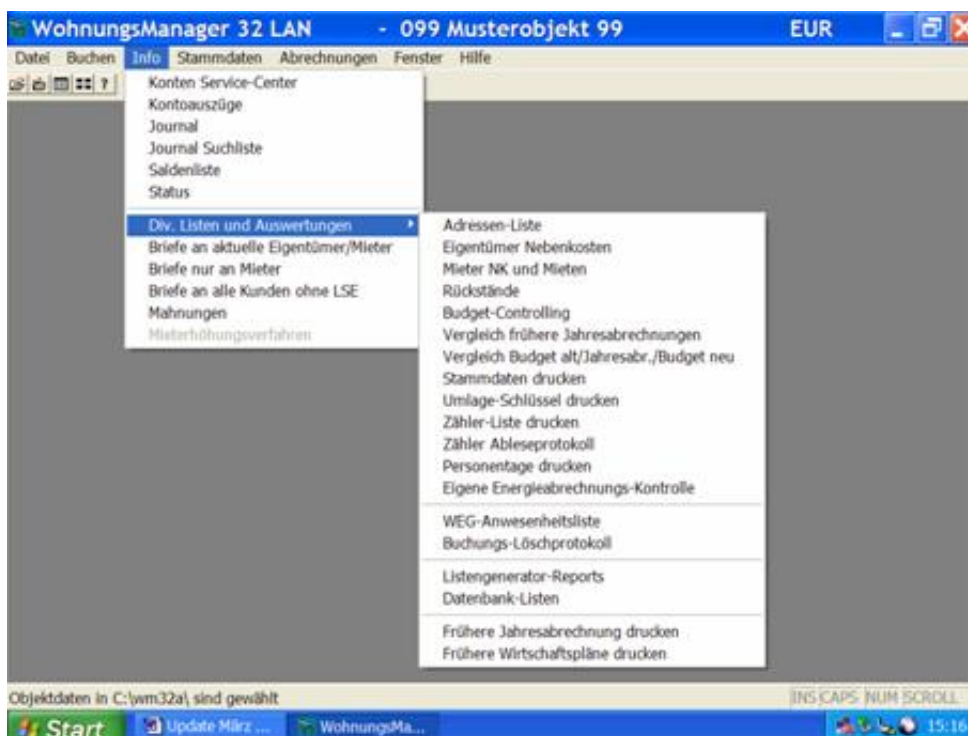 WohnungsManager 32 LAN - 099 Musterobjekt 99 EUR
Datei Buchen Info Stammdaten Abrechnungen Fenster Hilfe
?
Konten Service-Center
Kontoauszüge
Journal
Journal Suchliste
Saldenliste
Status
Div. Listen und Auswertungen
Briefe an aktuelle Eigentümer/Mieter
Briefe nur an Mieter
Briefe an alle Kunden ohne LSE
Mahnungen
Mieterhöhungsverfahren
Adressen-Liste
Eigentümer Nebenkosten
Mieter NK und Mieten
Rückstände
Budget-Controlling
Vergleich frühere Jahresabrechnungen
Vergleich Budget alt/Jahresabr./Budget neu
Stammdaten drucken
Umlage-Schlüssel drucken
Zähler-Liste drucken
Zähler Ableseprotokoll
Personentage drucken
Eigene Energieabrechnungs-Kontrolle
WEG-Anwesenheitsliste
Buchungs-Löschprotokoll
Listengenerator-Reports
Datenbank-Listen
Frühere Jahresabrechnung drucken
Frühere Wirtschaftspläne drucken
Objektdaten in C:\wm32a\ sind gewählt INS CAPS NUM SCROLL
Start Update März ... WohnungsMa... 15:16